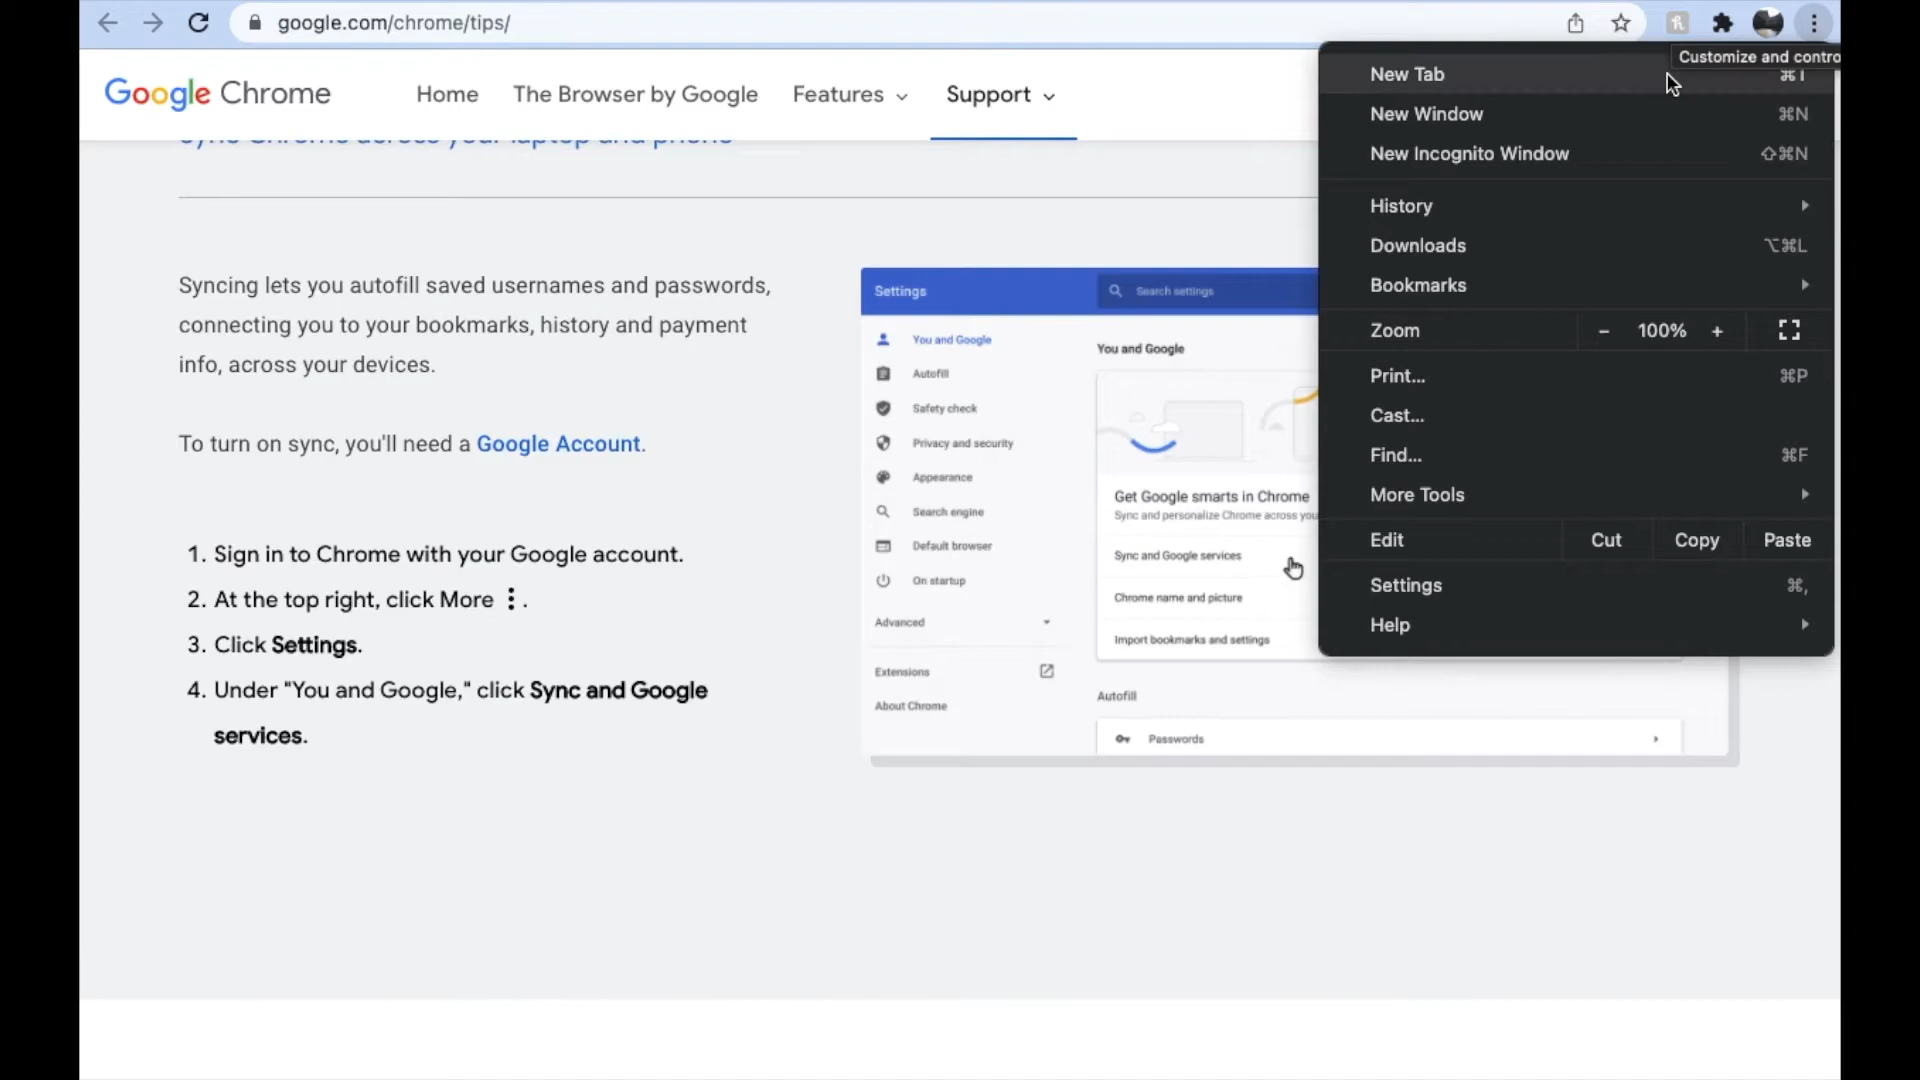 google.com/chrome/tips/
Customize and contro
Google Chrome
Home
The Browser by Google
Features
Support
New Tab
New Window ⌘N
New Incognito Window ⇧⌘N
History
Downloads ⌥⌘L
Bookmarks
Zoom - 100% +
Print... ⌘P
Cast...
Find... ⌘F
More Tools
Edit Cut Copy Paste
Settings ⌘,
Help
Sync Chrome across your laptop and phone
Syncing lets you autofill saved usernames and passwords,
connecting you to your bookmarks, history and payment
info, across your devices.
To turn on sync, you'll need a Google Account.
1. Sign in to Chrome with your Google account.
2. At the top right, click More ⋮ .
3. Click Settings.
4. Under "You and Google," click Sync and Google
services.
Settings
Search settings
You and Google
Autofill
Safety check
Privacy and security
Appearance
Search engine
Default browser
On startup
Advanced
Extensions
About Chrome
You and Google
Get Google smarts in Chrome
Sync and personalize Chrome across you
Sync and Google services
Chrome name and picture
Import bookmarks and settings
Autofill
Passwords